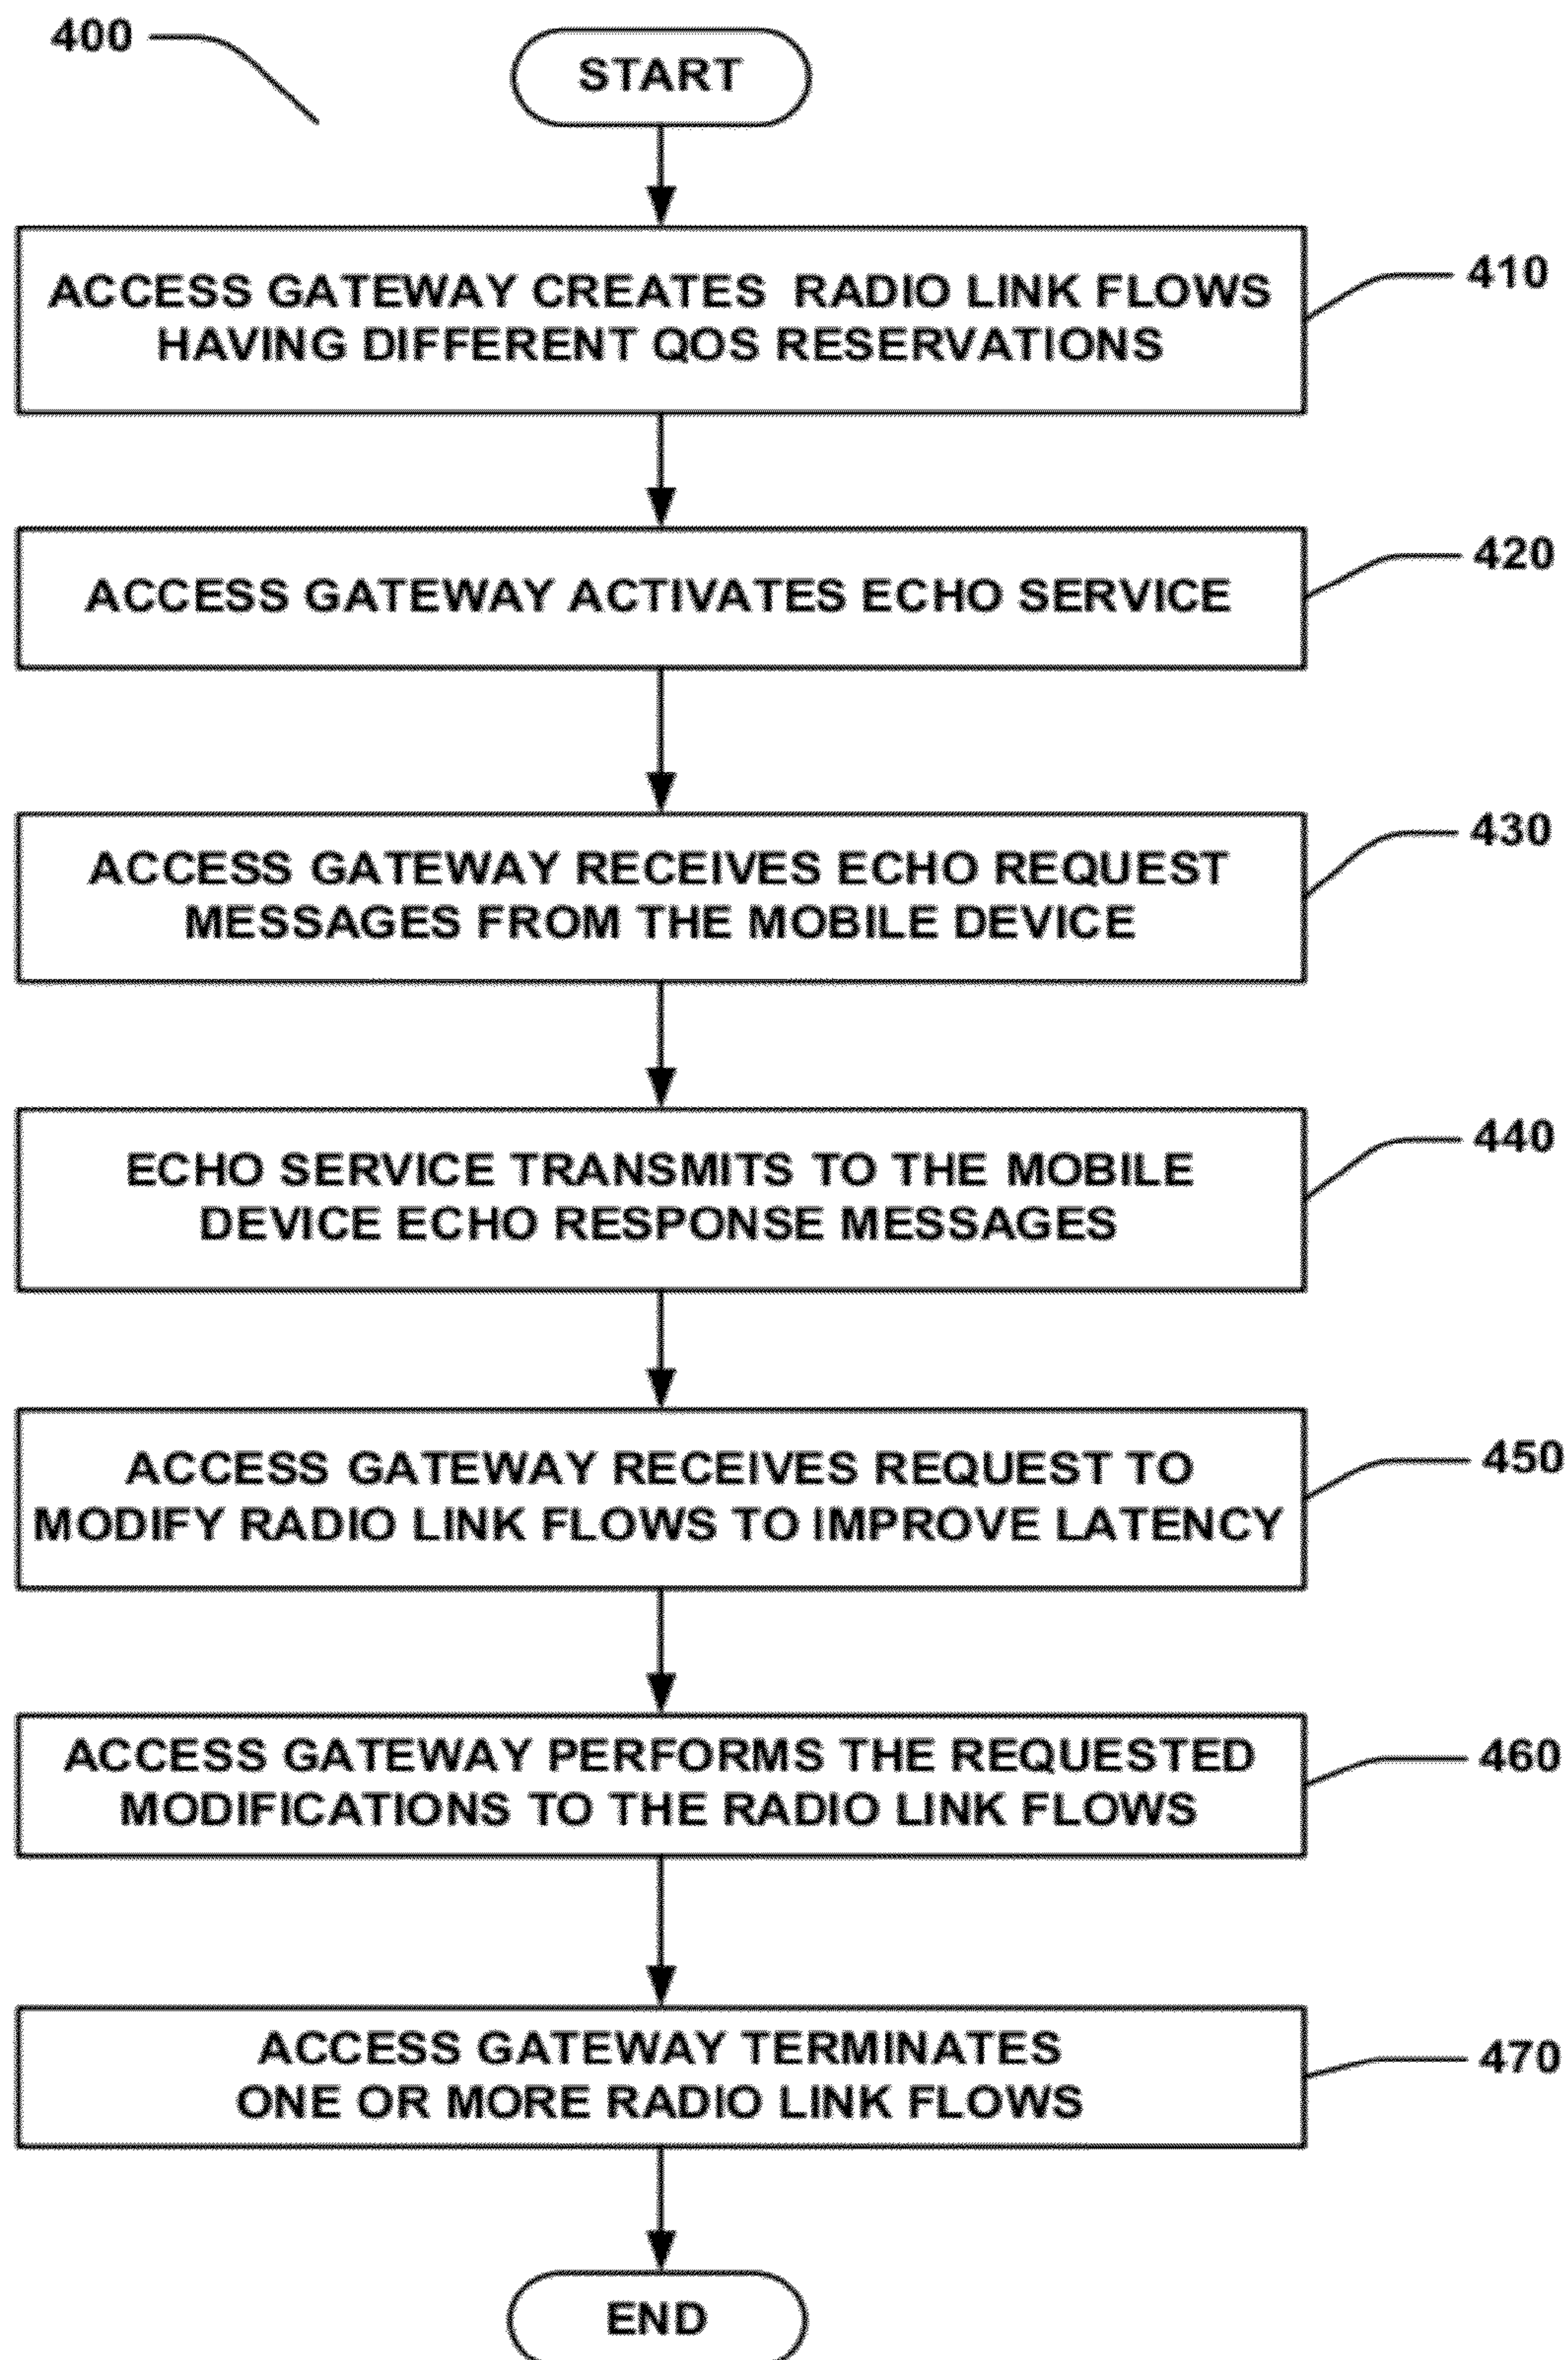 400
START
ACCESS GATEWAY CREATES RADIO LINK FLOWS
HAVING DIFFERENT QOS RESERVATIONS
410
ACCESS GATEWAY ACTIVATES ECHO SERVICE
420
ACCESS GATEWAY RECEIVES ECHO REQUEST
MESSAGES FROM THE MOBILE DEVICE
430
ECHO SERVICE TRANSMITS TO THE MOBILE
DEVICE ECHO RESPONSE MESSAGES
440
ACCESS GATEWAY RECEIVES REQUEST TO
MODIFY RADIO LINK FLOWS TO IMPROVE LATENCY
450
ACCESS GATEWAY PERFORMS THE REQUESTED
MODIFICATIONS TO THE RADIO LINK FLOWS
460
ACCESS GATEWAY TERMINATES
ONE OR MORE RADIO LINK FLOWS
470
END